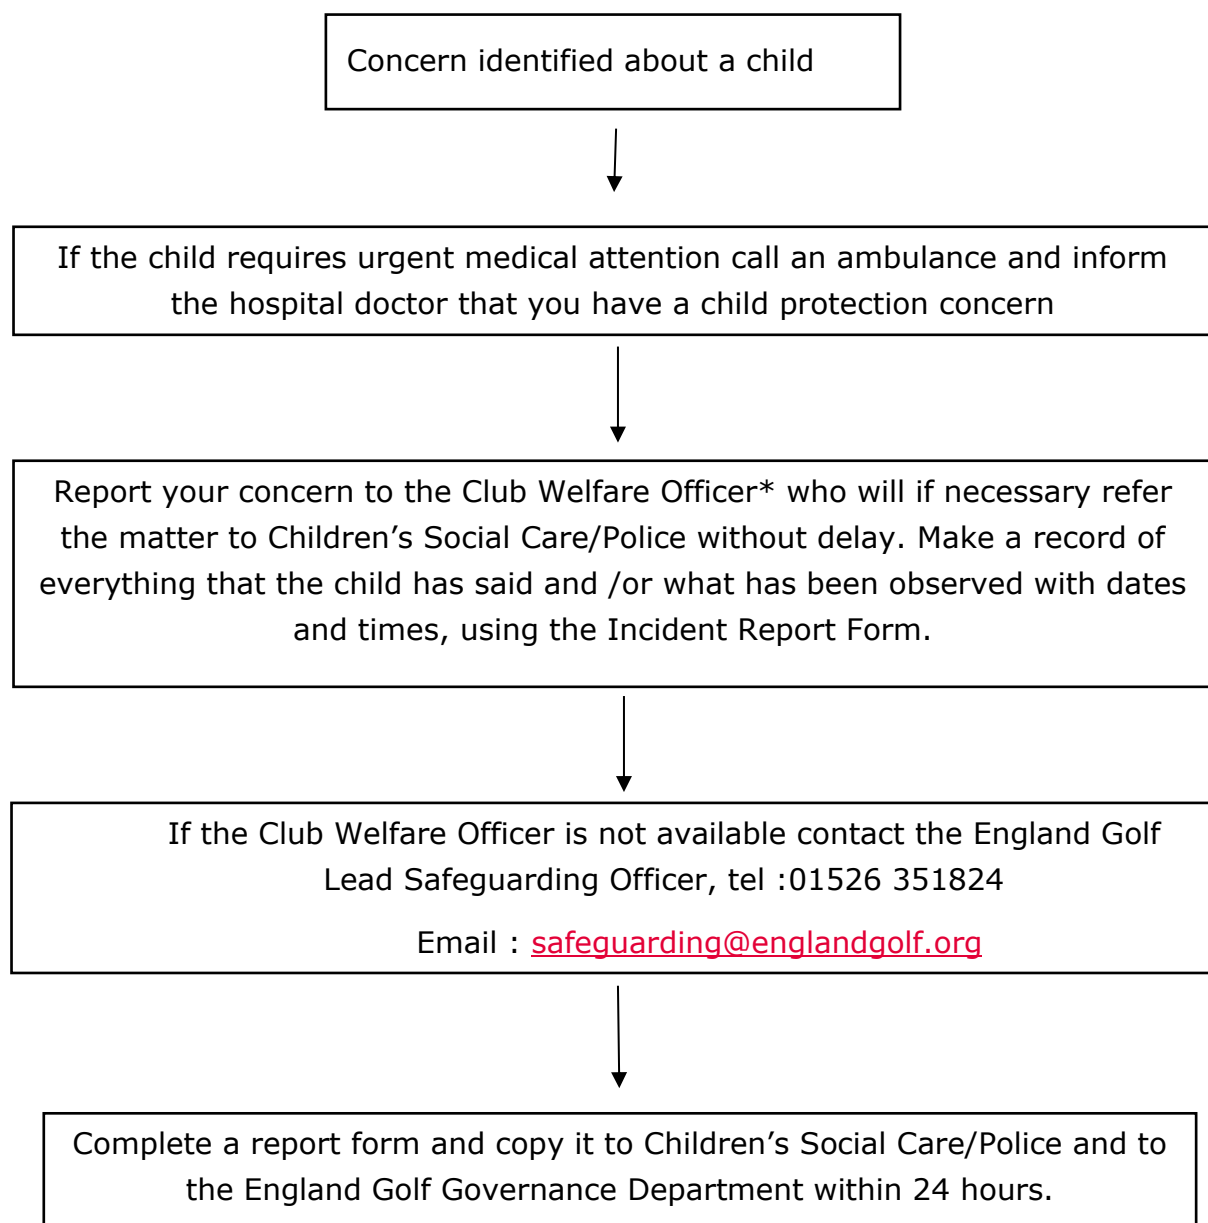 Concern identified about a child
If the child requires urgent medical attention call an ambulance and inform
the hospital doctor that you have a child protection concern
Report your concern to the Club Welfare Officer* who will if necessary refer
the matter to Children’s Social Care/Police without delay. Make a record of
everything that the child has said and /or what has been observed with dates
and times, using the Incident Report Form.
If the Club Welfare Officer is not available contact the England Golf
Lead Safeguarding Officer, tel :01526 351824
Email : safeguarding@englandgolf.org
Complete a report form and copy it to Children’s Social Care/Police and to
the England Golf Governance Department within 24 hours.